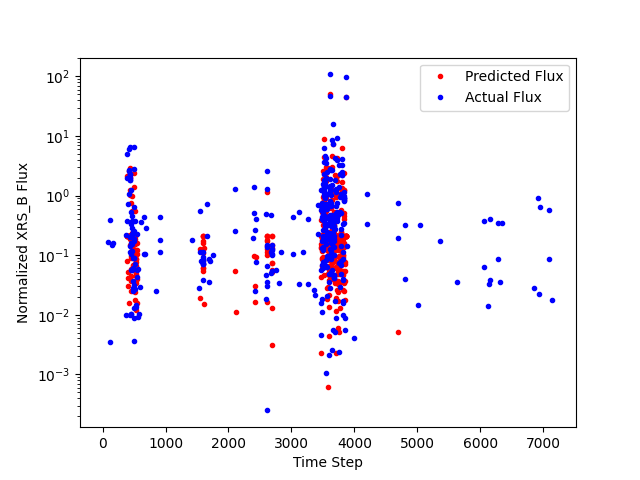 Predicted Flux
Actual Flux
Normalized XRS_B Flux
10²
10¹
10⁰
10⁻¹
10⁻²
10⁻³
0 1000 2000 3000 4000 5000 6000 7000
Time Step